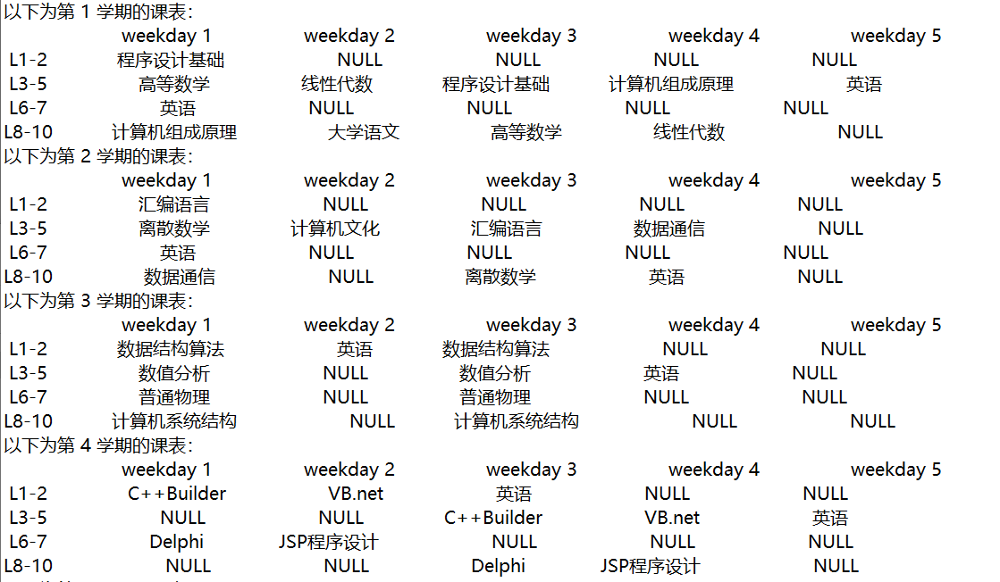 以下为第 1 学期的课表：
weekday 1 weekday 2 weekday 3 weekday 4 weekday 5
L1-2 程序设计基础 NULL NULL NULL NULL
L3-5 高等数学 线性代数 程序设计基础 计算机组成原理 英语
L6-7 英语 NULL NULL NULL NULL
L8-10 计算机组成原理 大学语文 高等数学 线性代数 NULL
以下为第 2 学期的课表：
weekday 1 weekday 2 weekday 3 weekday 4 weekday 5
L1-2 汇编语言 NULL NULL NULL NULL
L3-5 离散数学 计算机文化 汇编语言 数据通信 NULL
L6-7 英语 NULL NULL NULL NULL
L8-10 数据通信 NULL 离散数学 英语 NULL
以下为第 3 学期的课表：
weekday 1 weekday 2 weekday 3 weekday 4 weekday 5
L1-2 数据结构算法 英语 数据结构算法 NULL NULL
L3-5 数值分析 NULL 数值分析 英语 NULL
L6-7 普通物理 NULL 普通物理 NULL NULL
L8-10 计算机系统结构 NULL 计算机系统结构 NULL NULL
以下为第 4 学期的课表：
weekday 1 weekday 2 weekday 3 weekday 4 weekday 5
L1-2 C++Builder VB.net 英语 NULL NULL
L3-5 NULL NULL C++Builder VB.net 英语
L6-7 Delphi JSP程序设计 NULL NULL NULL
L8-10 NULL NULL Delphi JSP程序设计 NULL